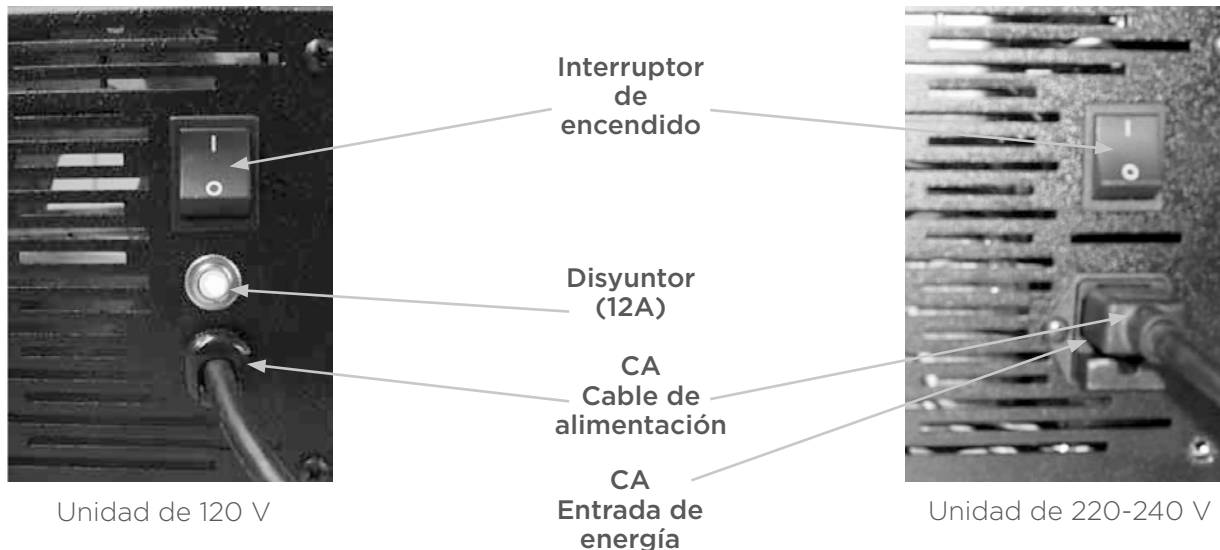 Interruptor
de
encendido
Disyuntor
(12A)
CA
Cable de
alimentación
CA
Entrada de
energía
Unidad de 120 V
Unidad de 220-240 V